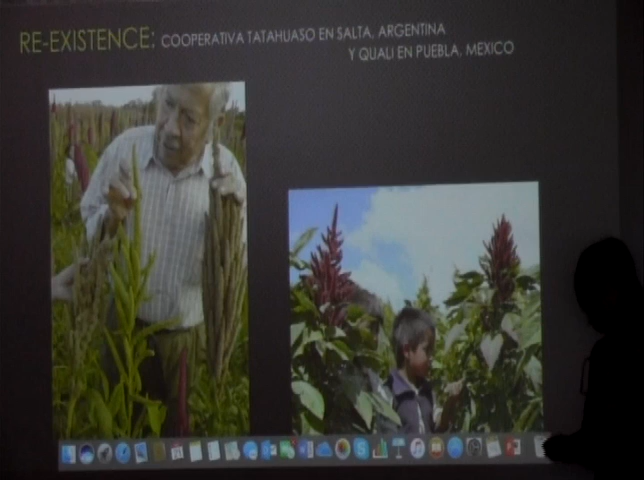 RE-EXISTENCE: COOPERATIVA TATAHUASO EN SALTA, ARGENTINA
Y QUALI EN PUEBLA, MEXICO